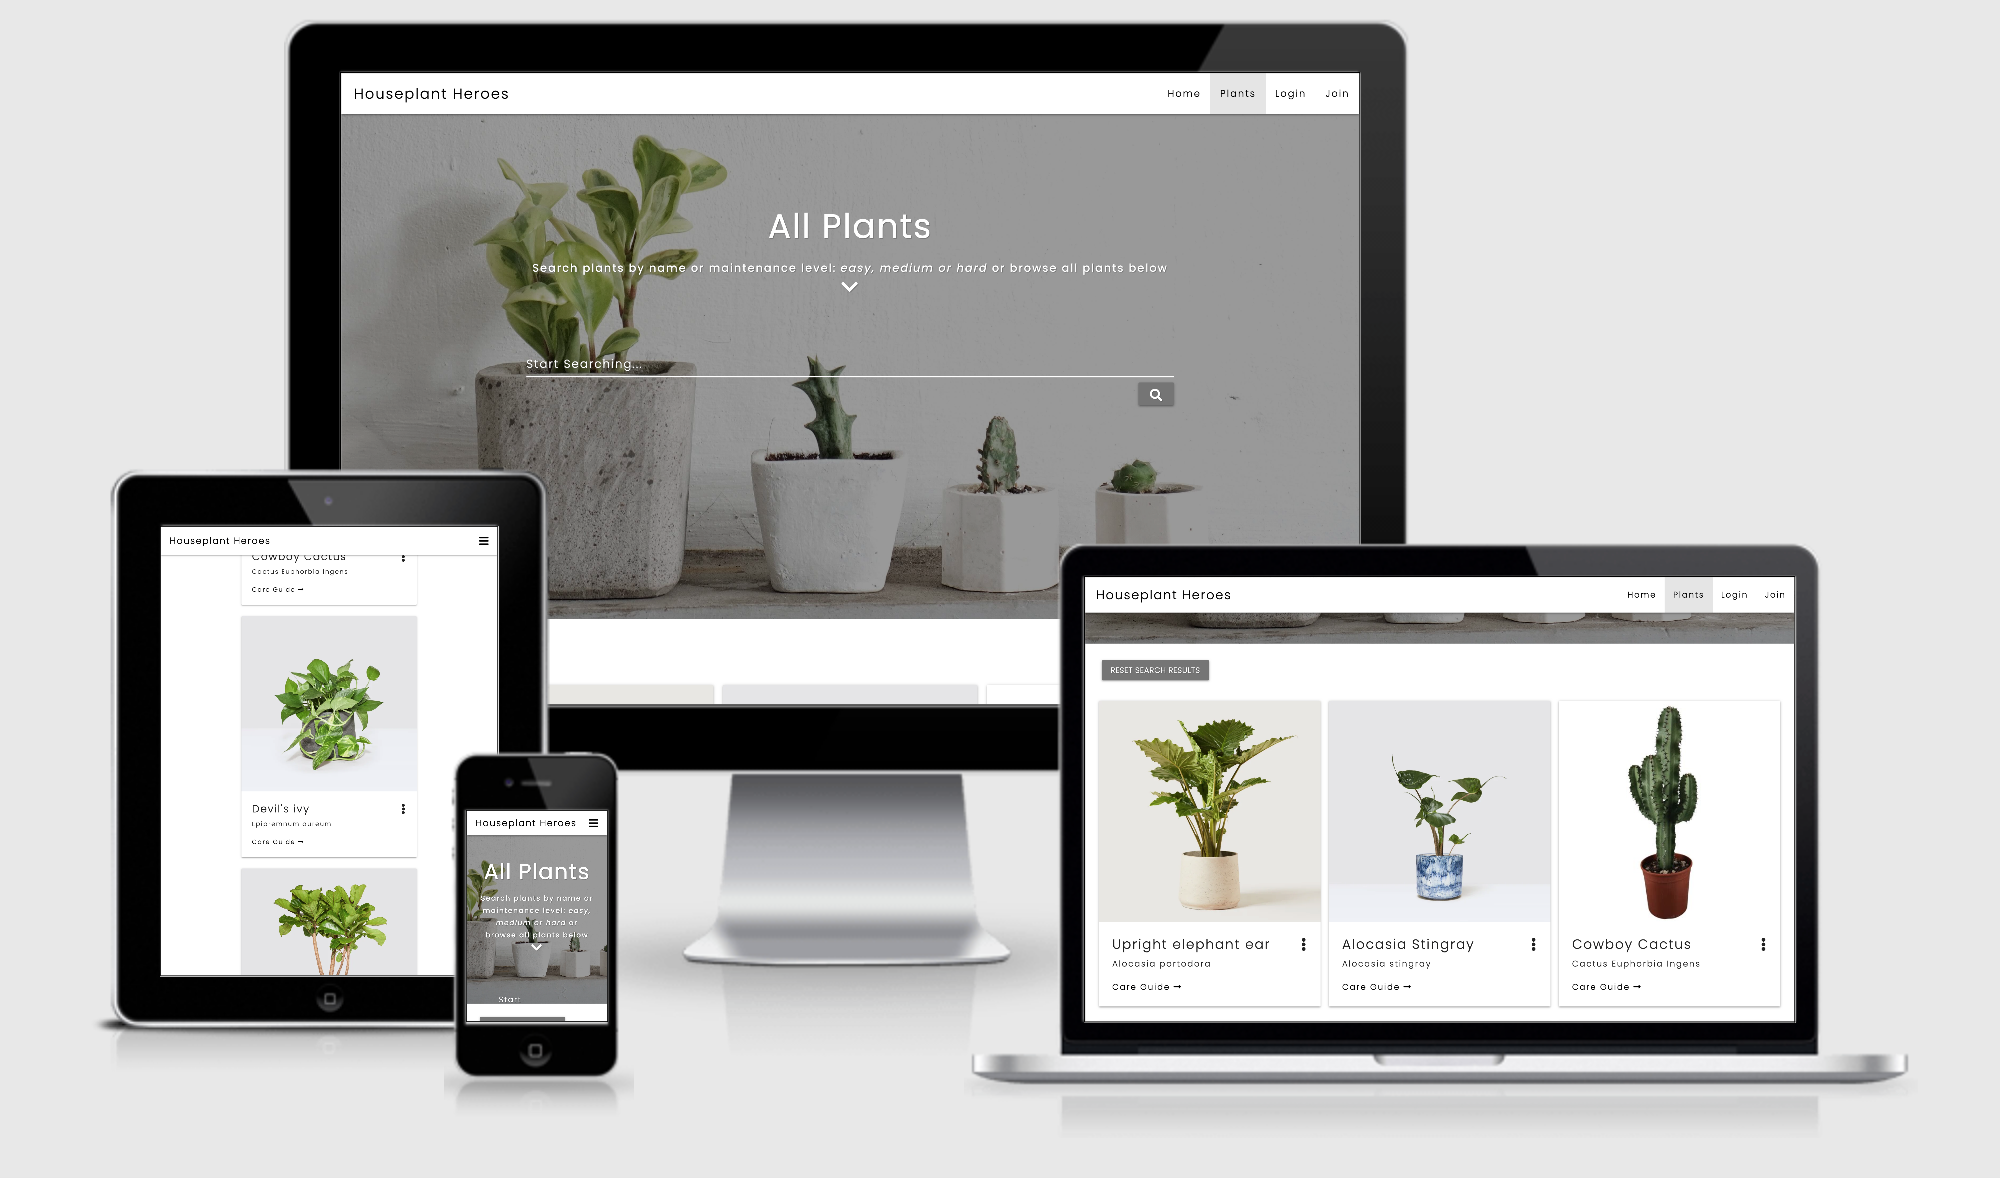 Houseplant Heroes
Home Plants Login Join
All Plants
Search plants by name or maintenance level: easy, medium or hard or browse all plants below
Start Searching...
Houseplant Heroes
Cowboy Cactus
Cactus Euphorbia Ingens
Care Guide →
Devil's ivy
Epipremnum aureum
Care Guide →
Houseplant Heroes
All Plants
Search plants by name or
maintenance level: easy,
medium or hard or
browse all plants below
Start
Houseplant Heroes
Home Plants Login Join
RESET SEARCH RESULTS
Upright elephant ear
Alocasia portodora
Care Guide →
Alocasia Stingray
Alocasia stingray
Care Guide →
Cowboy Cactus
Cactus Euphorbia Ingens
Care Guide →